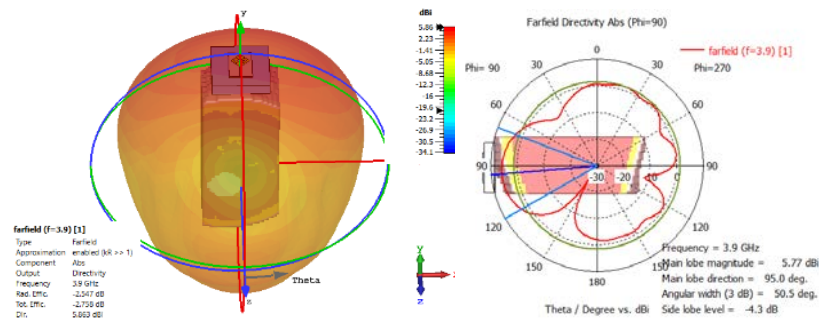 y
dBi
5.86
2.33
-1.41
-5.05
-8.68
-12.3
-16
-19.6
-23.2
-26.9
-30.5
-34.1
Theta
z
farfield (f=3.9) [1]
Type Farfield
Approximation enabled (kR >> 1)
Component Abs
Output Directivity
Frequency 3.9 GHz
Rad. Effic. -2.547 dB
Tot. Effic. -2.758 dB
Dir. 5.863 dBi
y
z
Farfield Directivity Abs (Phi=90)
farfield (f=3.9) [1]
Phi= 90
Phi=270
0
30
30
60
60
90
90
-30
-20
-10
0
120
120
150
150
180
Theta / Degree vs. dBi
Frequency = 3.9 GHz
Main lobe magnitude = 5.77 dBi
Main lobe direction = 95.0 deg.
Angular width (3 dB) = 50.5 deg.
Side lobe level = -4.3 dB